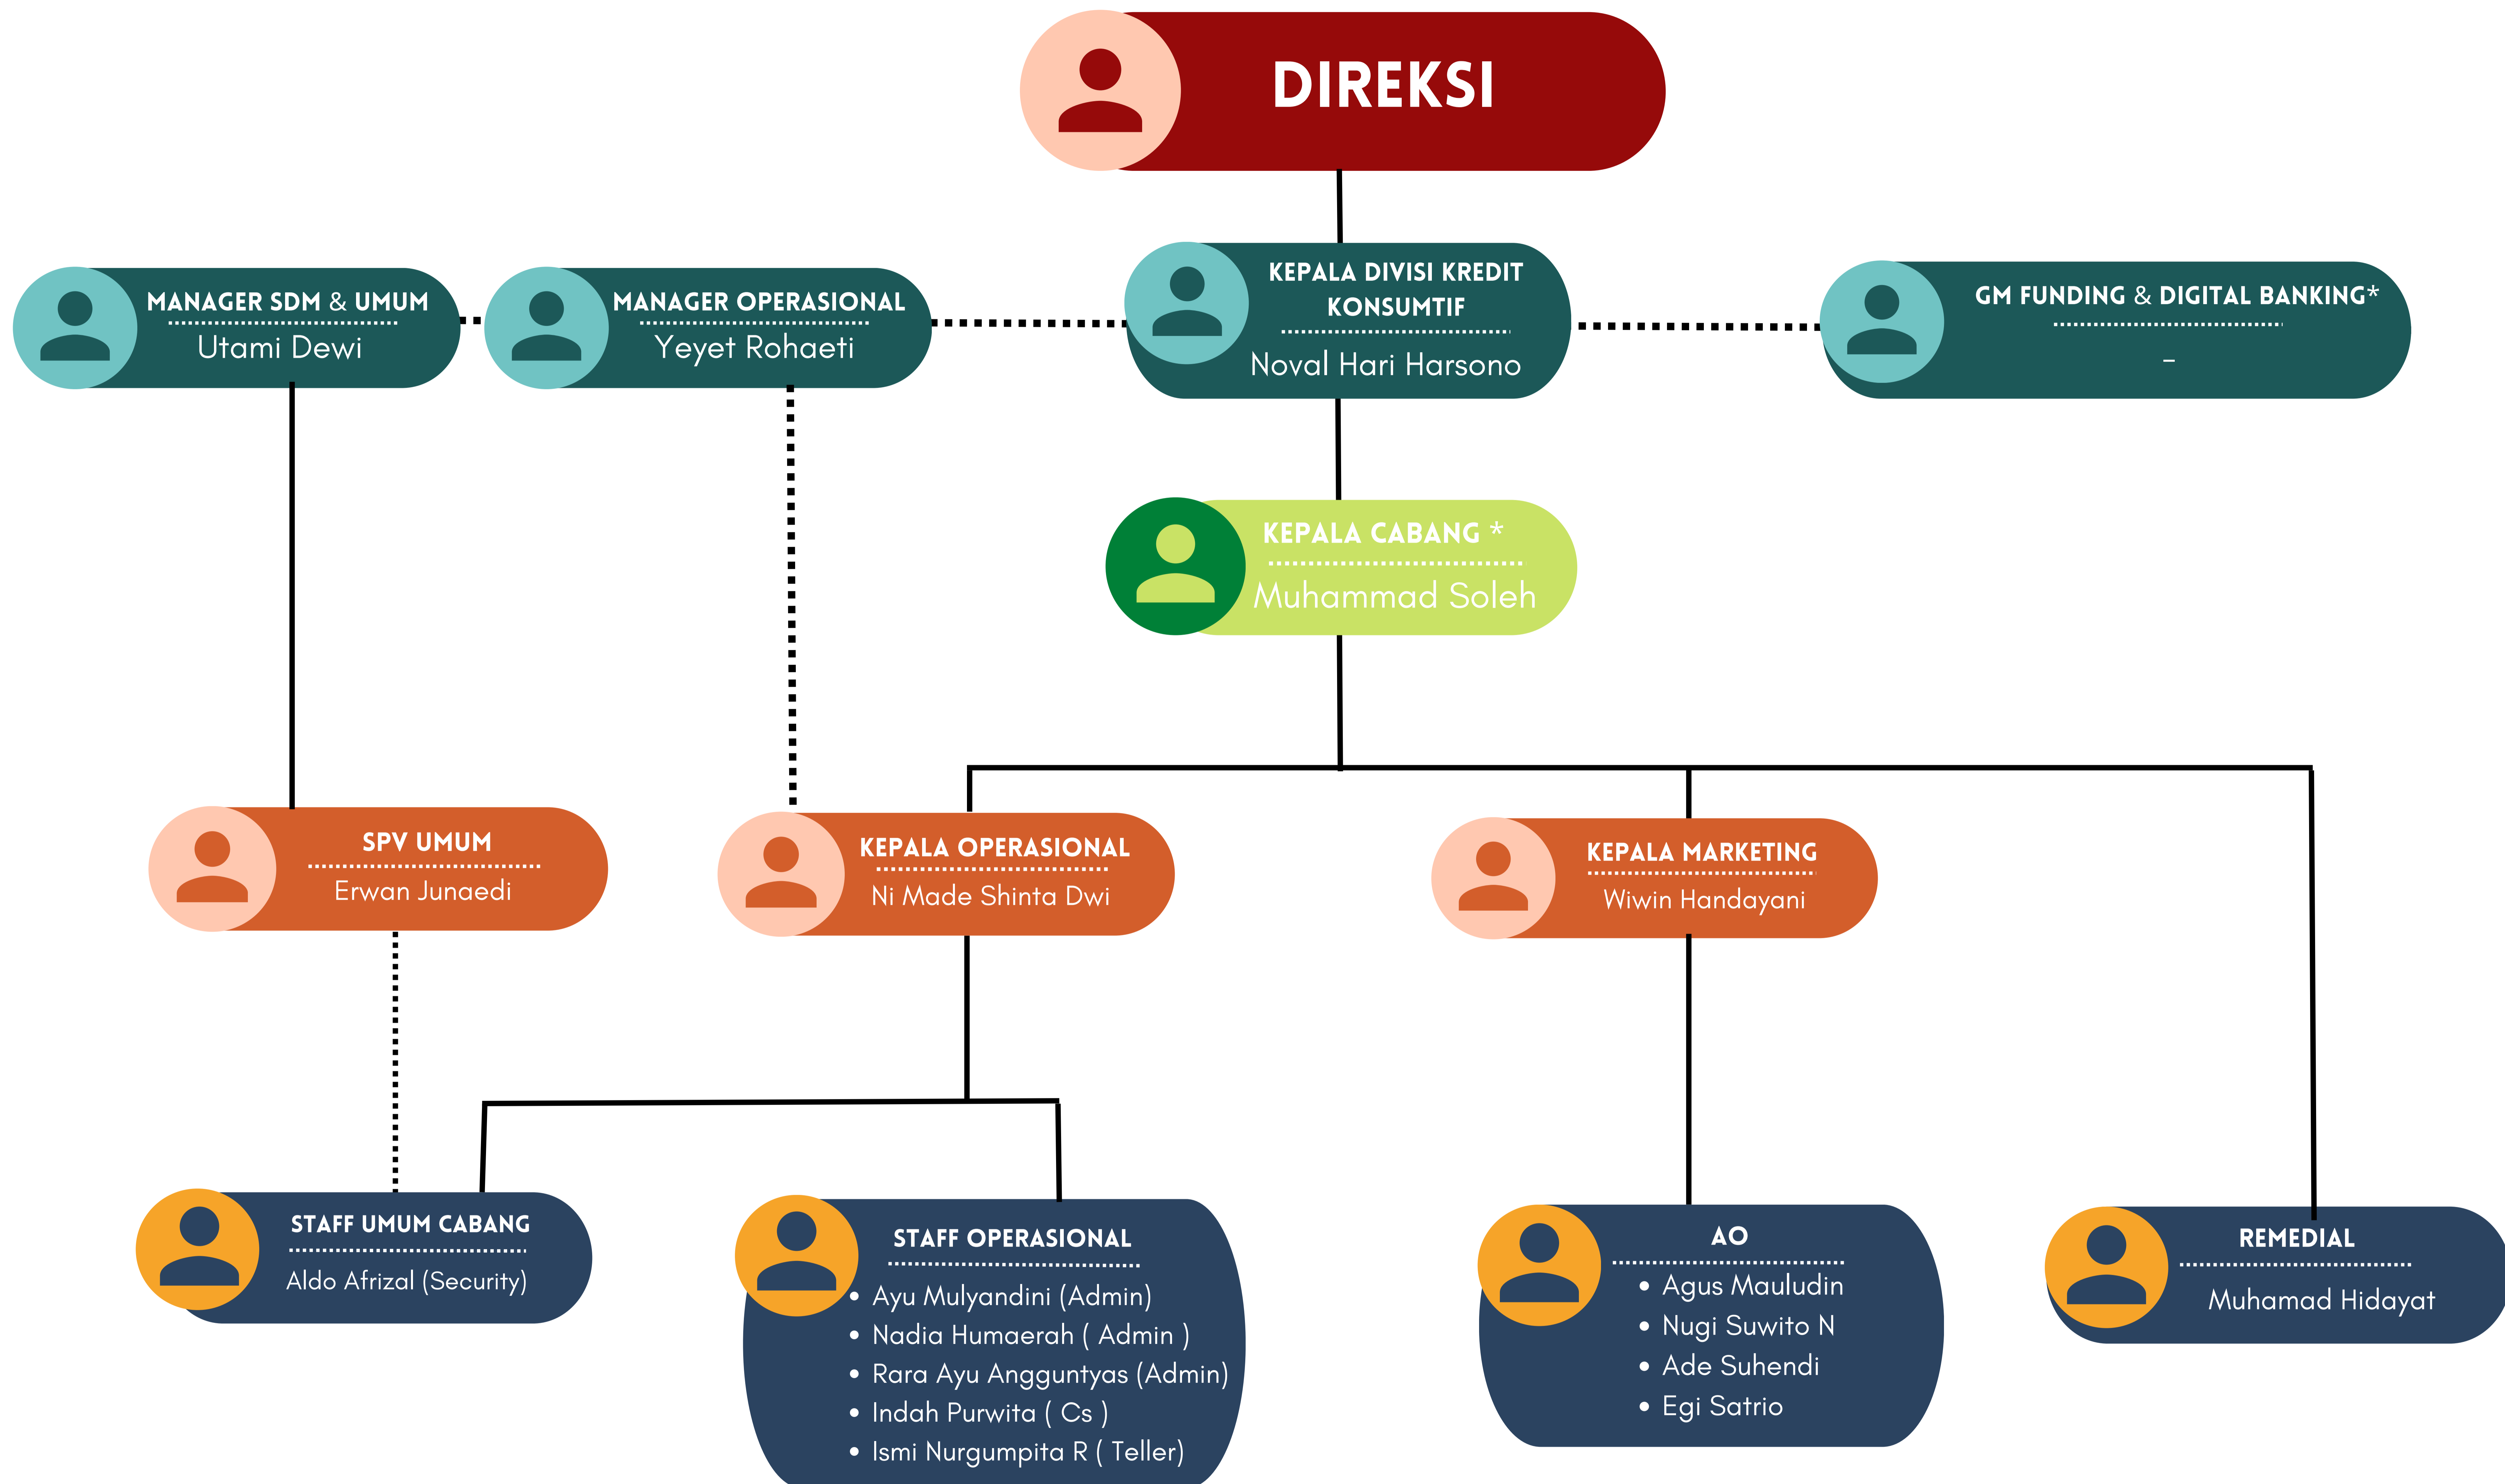 DIREKSI
MANAGER SDM & UMUM
Utami Dewi
MANAGER OPERASIONAL
Yeyet Rohaeti
KEPALA DIVISI KREDIT
KONSUMTIF
Noval Hari Harsono
GM FUNDING & DIGITAL BANKING*
-
KEPALA CABANG *
Muhammad Soleh
SPV UMUM
Erwan Junaedi
KEPALA OPERASIONAL
Ni Made Shinta Dwi
KEPALA MARKETING
Wiwin Handayani
STAFF UMUM CABANG
Aldo Afrizal (Security)
STAFF OPERASIONAL
• Ayu Mulyandini (Admin)
• Nadia Humaerah ( Admin )
• Rara Ayu Angguntyas (Admin)
• Indah Purwita ( Cs )
• Ismi Nurgumpita R ( Teller)
AO
• Agus Mauludin
• Nugi Suwito N
• Ade Suhendi
• Egi Satrio
REMEDIAL
Muhamad Hidayat